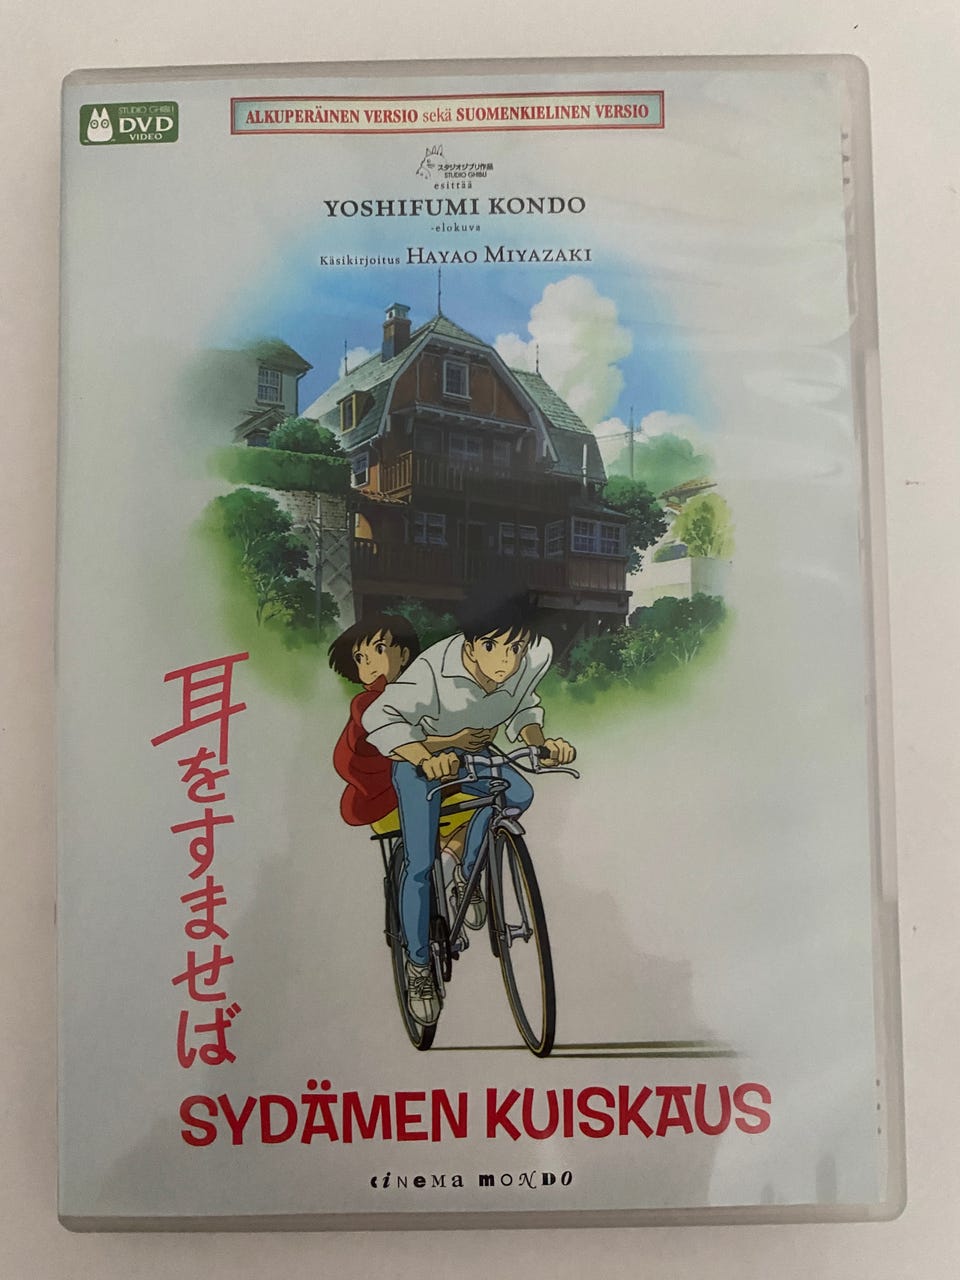 STUDIO GHIBLI
DVD
VIDEO
ALKUPERÄINEN VERSIO sekä SUOMENKIELINEN VERSIO
スタジオジブリ作品
STUDIO GHIBLI
esittää
YOSHIFUMI KONDO
-elokuva
Käsikirjoitus HAYAO MIYAZAKI
耳をすませば
SYDÄMEN KUISKAUS
CiNeMa MONDO